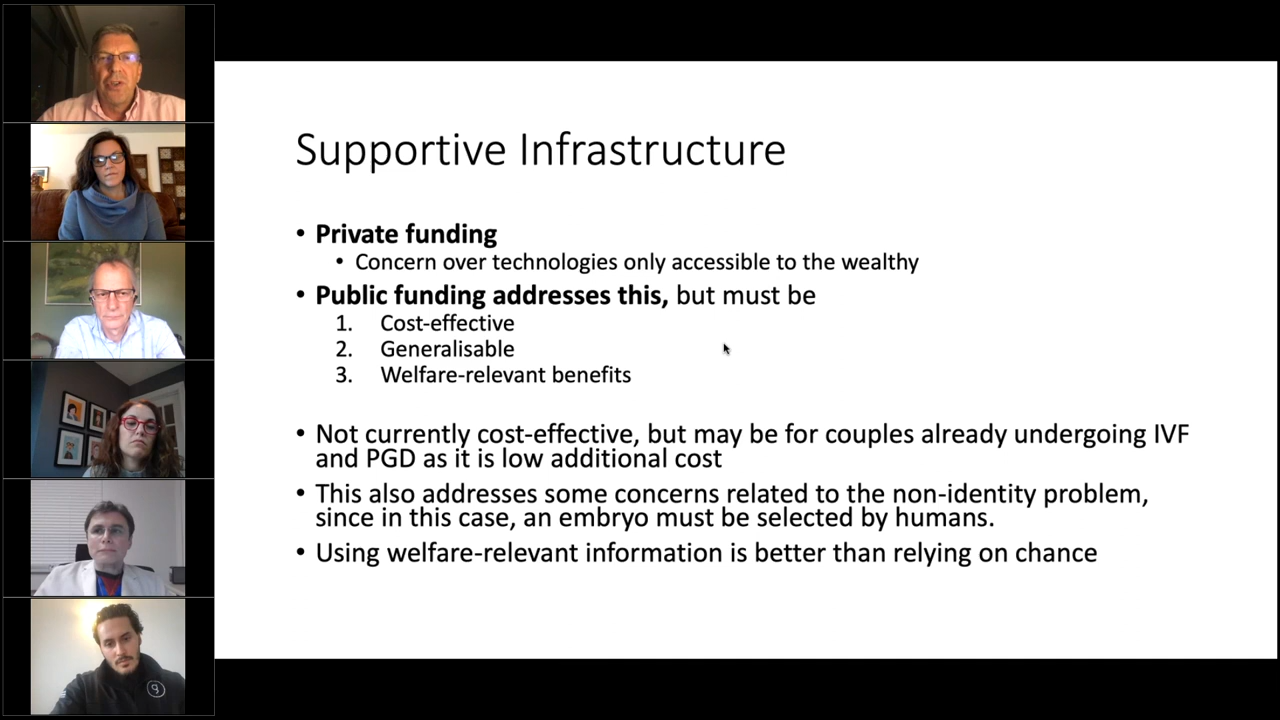 Supportive Infrastructure
• Private funding
• Concern over technologies only accessible to the wealthy
• Public funding addresses this, but must be
1. Cost-effective
2. Generalisable
3. Welfare-relevant benefits
• Not currently cost-effective, but may be for couples already undergoing IVF
and PGD as it is low additional cost
• This also addresses some concerns related to the non-identity problem,
since in this case, an embryo must be selected by humans.
• Using welfare-relevant information is better than relying on chance